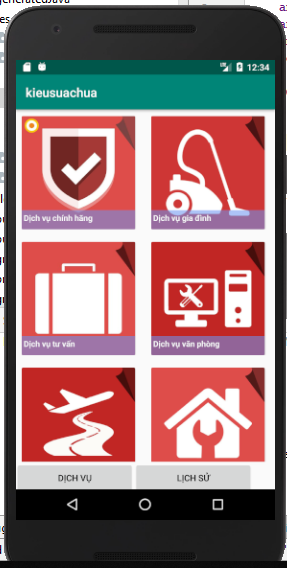 generatedJava
12:34
kieusuachua
Dịch vụ chính hãng
Dịch vụ gia đình
Dịch vụ tư vấn
Dịch vụ văn phòng
DỊCH VỤ
LỊCH SỬ